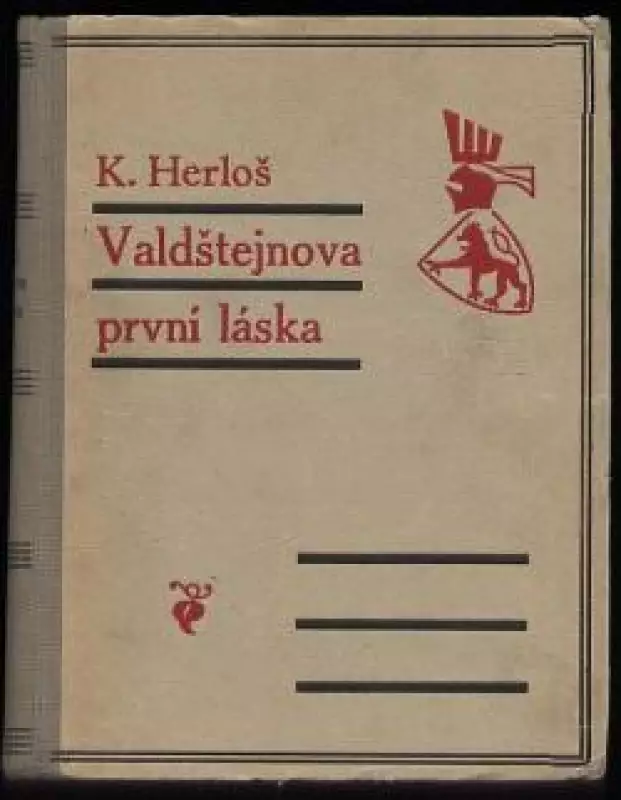 K. Herloš
Valdštejnova
první láska